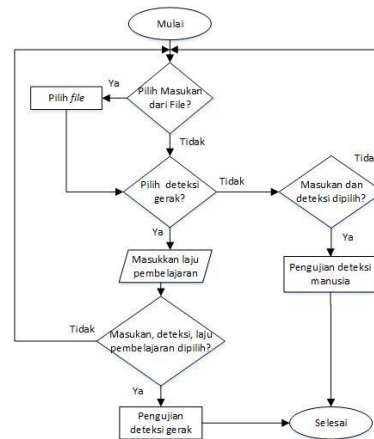 Mulai
Ya
Pilih Masukan
dari File?
Pilih file
Tidak
Pilih deteksi
gerak?
Tidak
Masukan dan
deteksi dipilih?
Ya
Ya
Masukkan laju
pembelajaran
Pengujian deteksi
manusia
Tidak
Masukan, deteksi, laju
pembelajaran dipilih?
Ya
Pengujian
deteksi gerak
Selesai